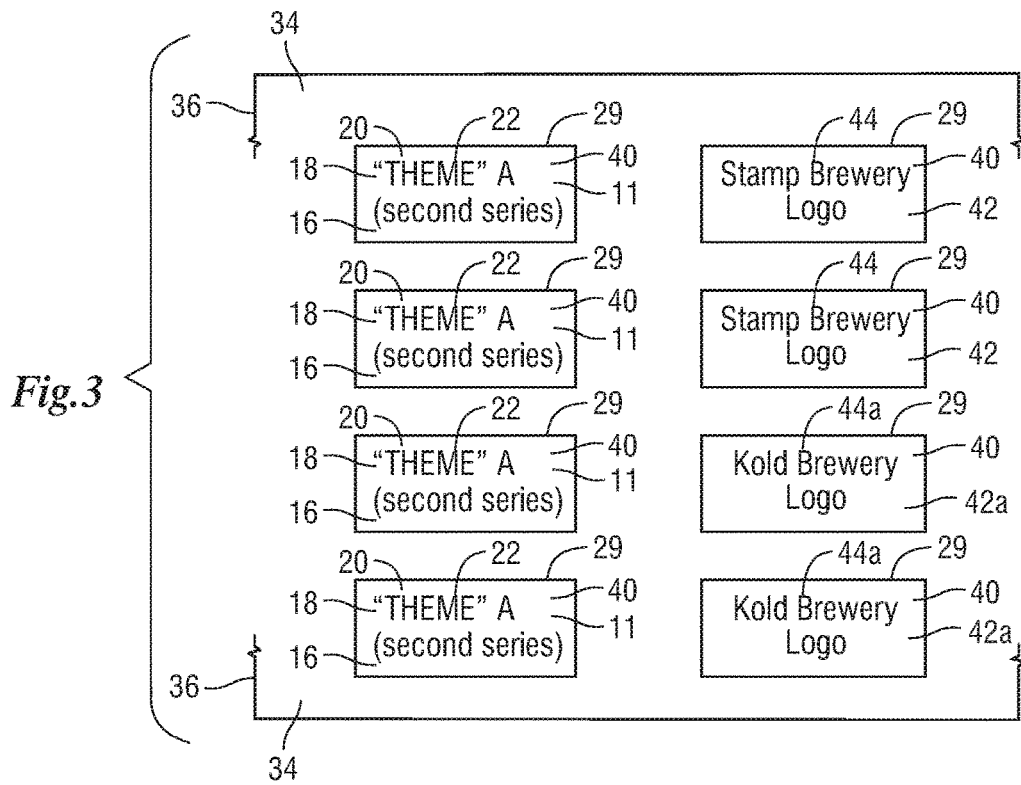 34
36
20 22 29 44 29
18 "THEME" A 40 Stamp Brewery 40
11
16 (second series) Logo 42
20 22 29 44 29
18 "THEME" A 40 Stamp Brewery 40
11
16 (second series) Logo 42
Fig.3
20 22 29 44a 29
18 "THEME" A 40 Kold Brewery 40
11
16 (second series) Logo 42a
20 22 29 44a 29
18 "THEME" A 40 Kold Brewery 40
11
16 (second series) Logo 42a
36
34